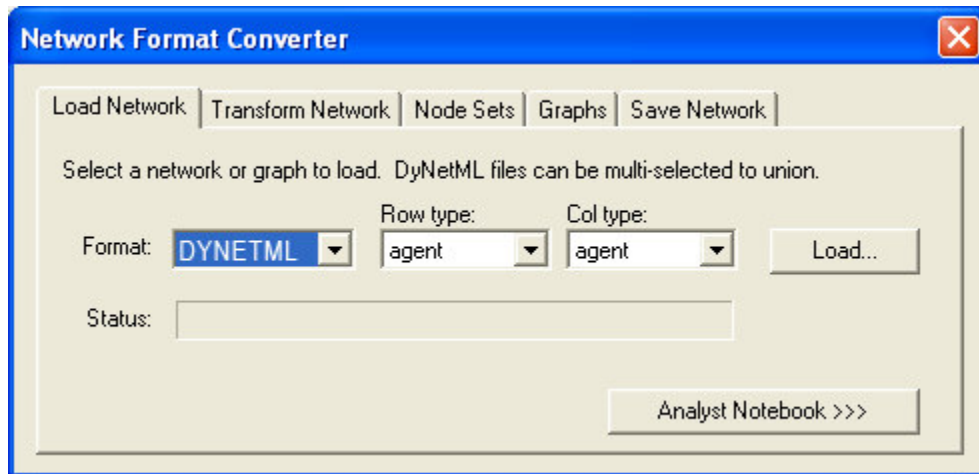 Network Format Converter
Load Network Transform Network Node Sets Graphs Save Network
Select a network or graph to load. DyNetML files can be multi-selected to union.
Row type: Col type:
Format: DYNETML agent agent Load...
Status:
Analyst Notebook >>>